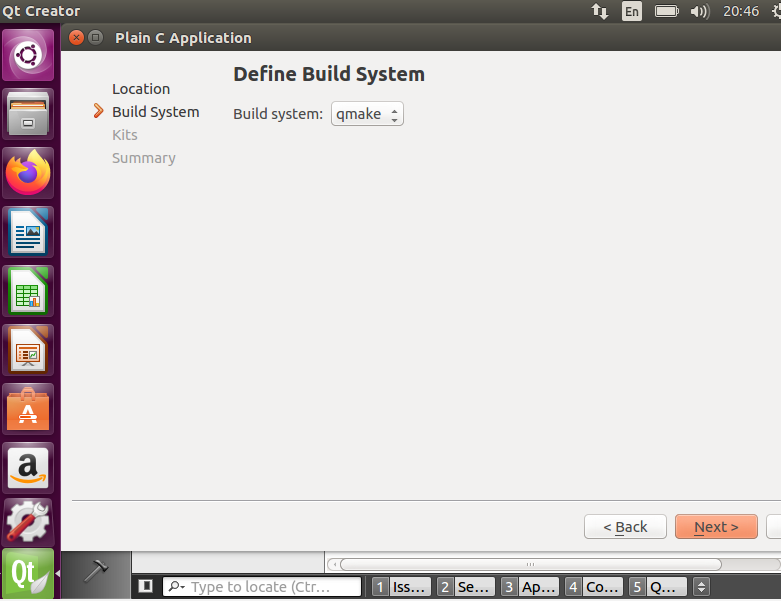 Qt Creator
En
20:46
Plain C Application
Location
Build System
Kits
Summary
Define Build System
Build system: qmake
< Back
Next >
A
a
Qt
Type to locate (Ctr...
1 Iss...
2 Se...
3 Ap...
4 Co...
5 Q...